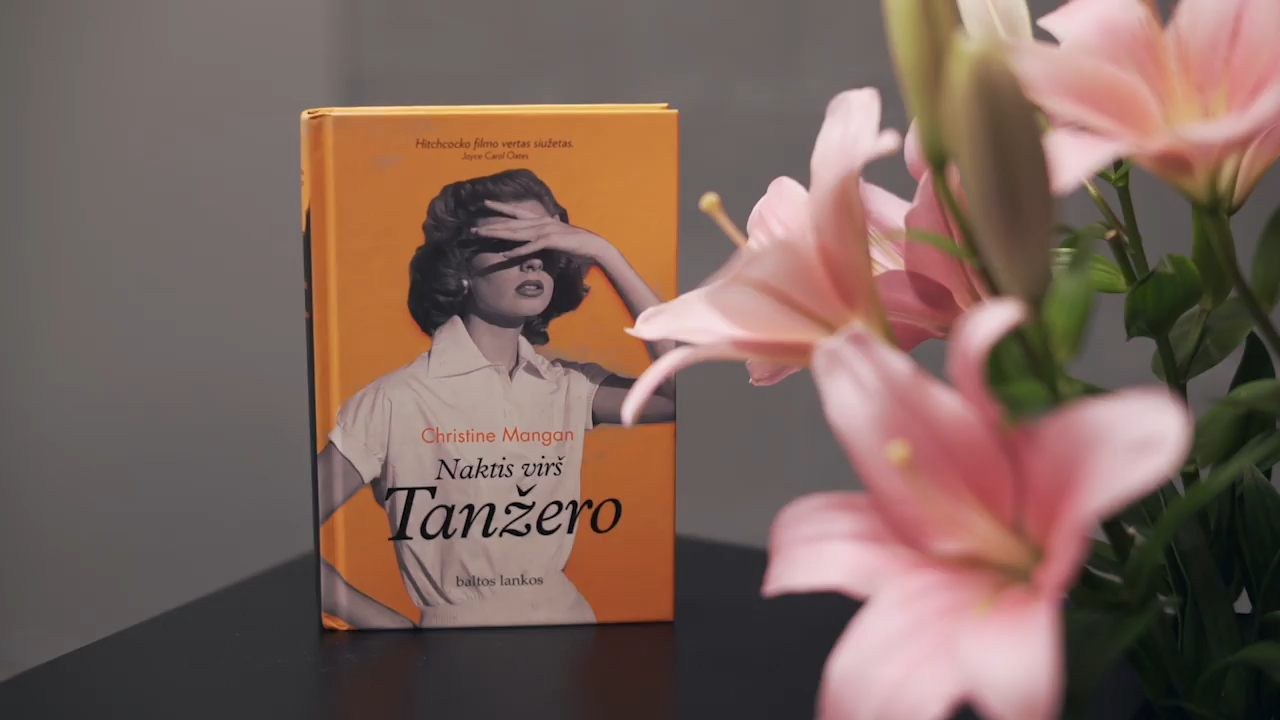 Hitchcocko filmo vertas siužetas.
Joyce Carol Oates
Christine Mangan
Naktis virš
Tanžero
baltos lankos